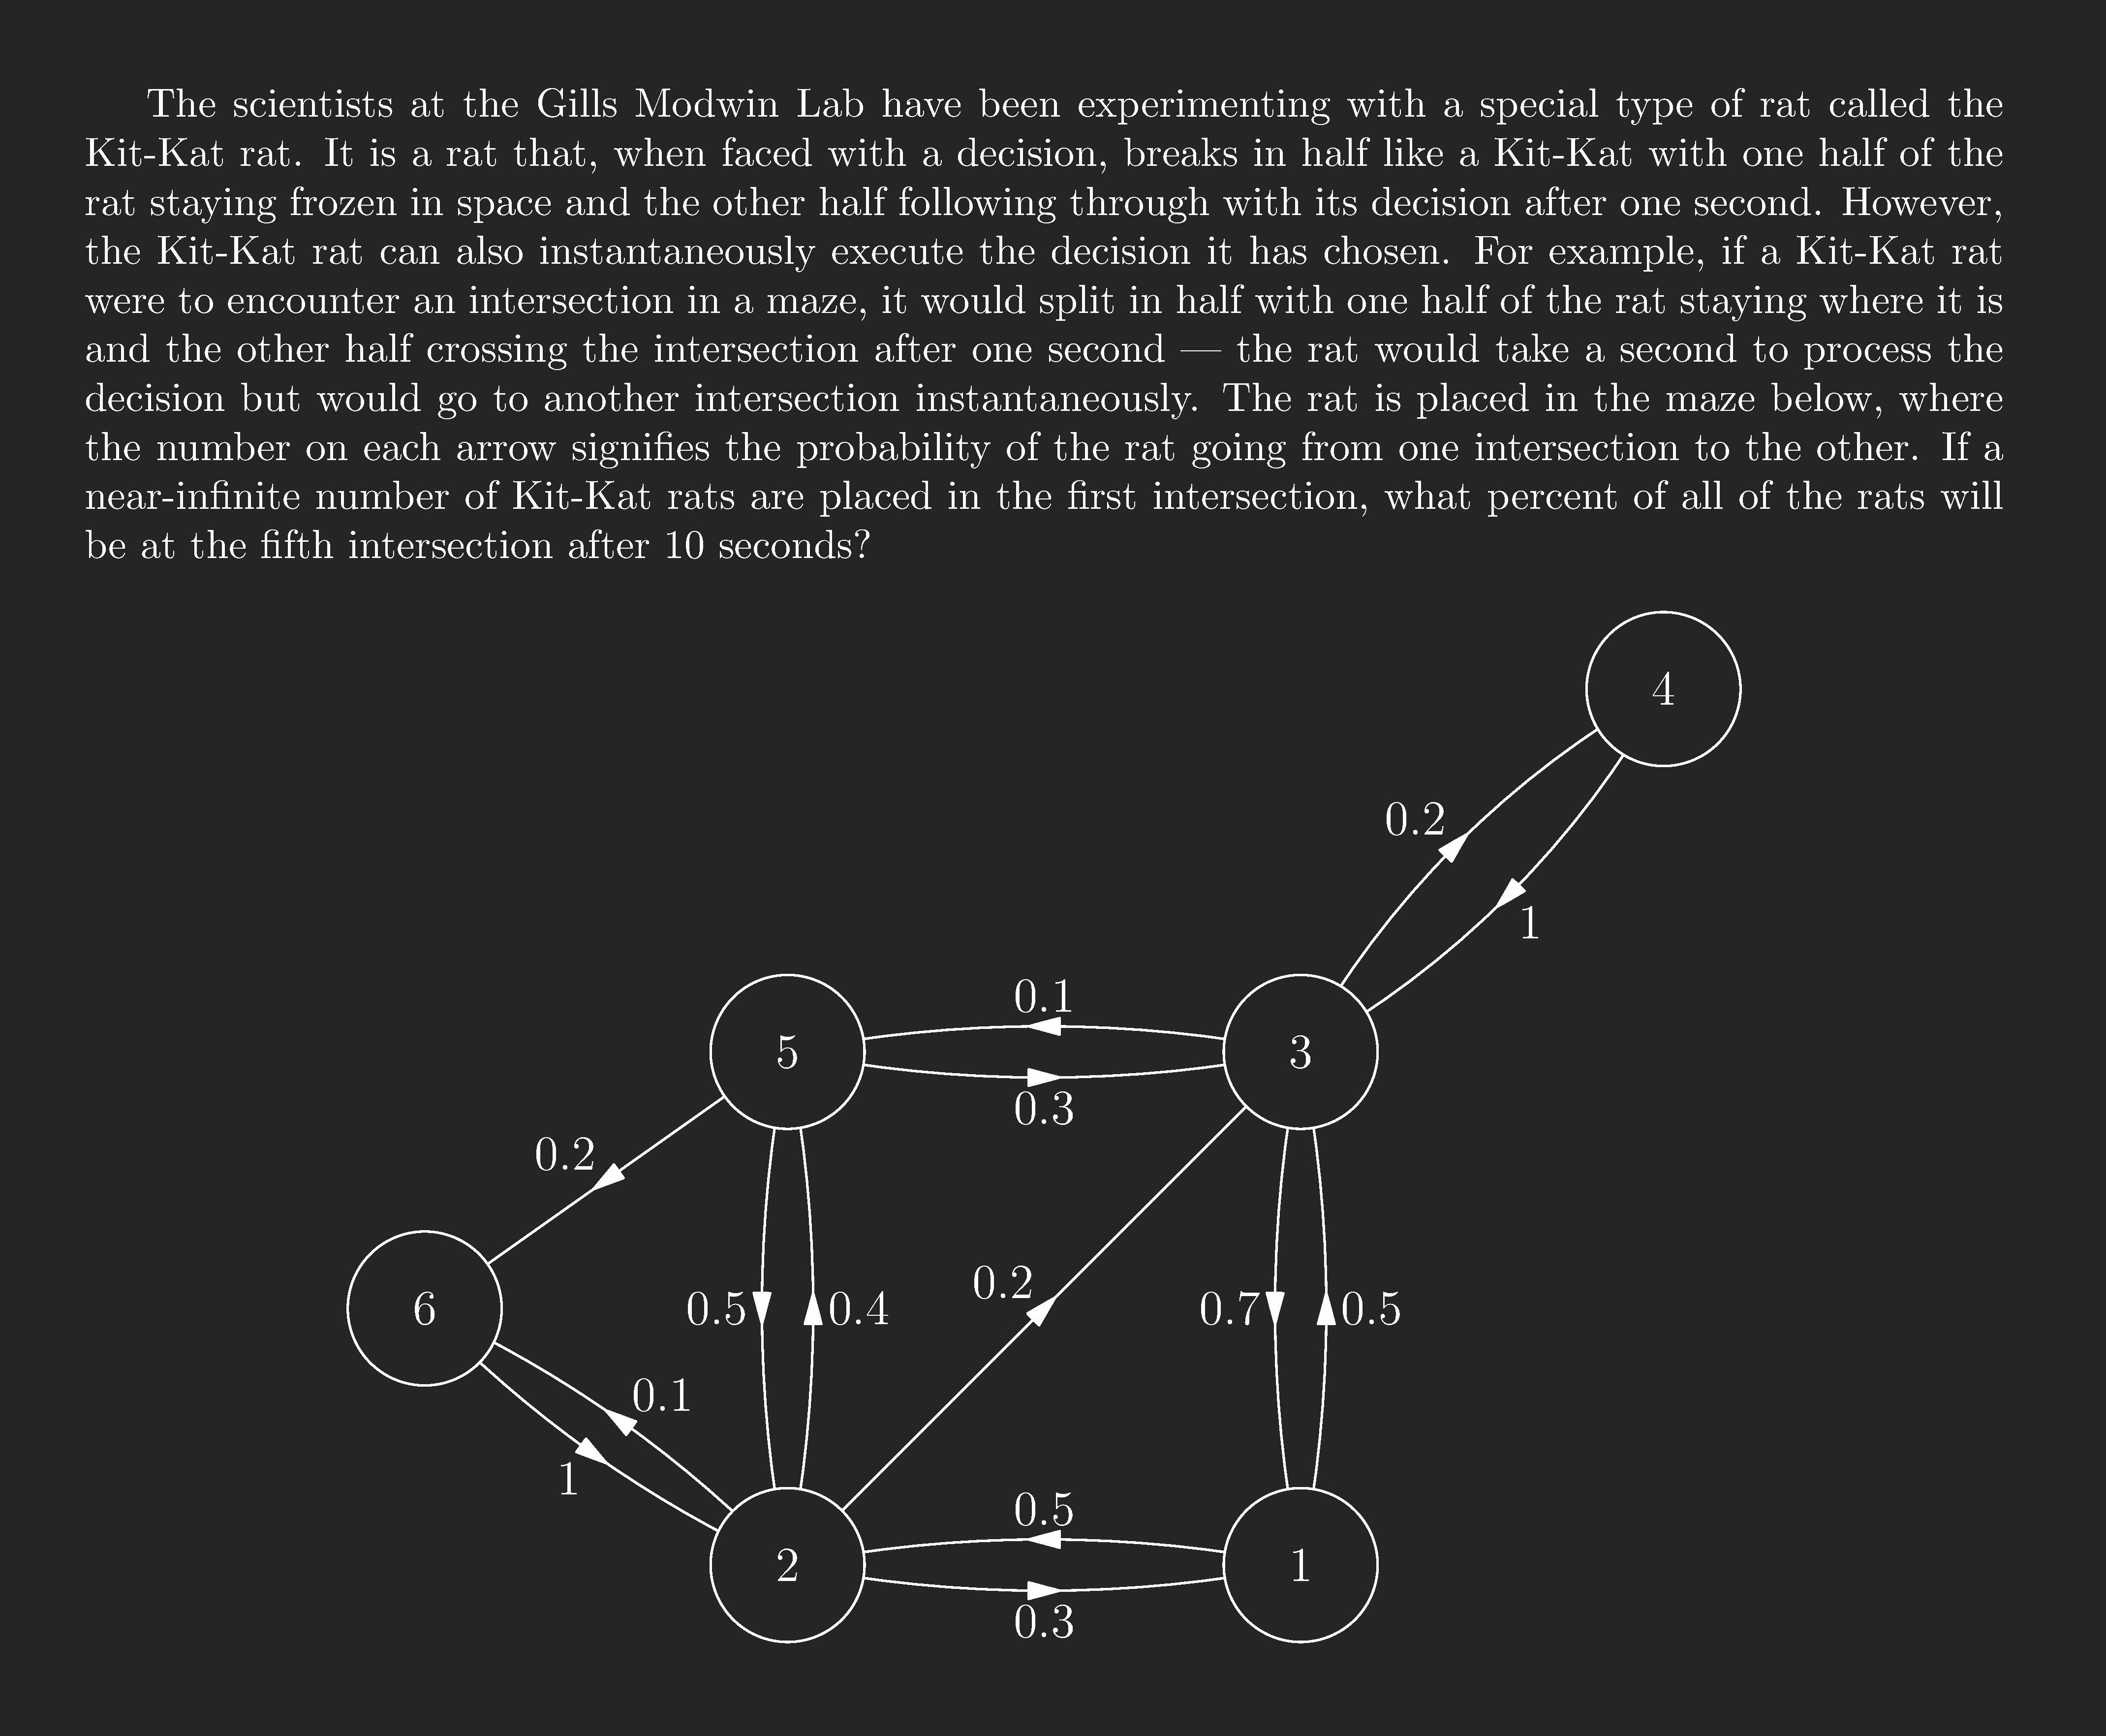 The scientists at the Gills Modwin Lab have been experimenting with a special type of rat called the
Kit-Kat rat. It is a rat that, when faced with a decision, breaks in half like a Kit-Kat with one half of the
rat staying frozen in space and the other half following through with its decision after one second. However,
the Kit-Kat rat can also instantaneously execute the decision it has chosen. For example, if a Kit-Kat rat
were to encounter an intersection in a maze, it would split in half with one half of the rat staying where it is
and the other half crossing the intersection after one second — the rat would take a second to process the
decision but would go to another intersection instantaneously. The rat is placed in the maze below, where
the number on each arrow signifies the probability of the rat going from one intersection to the other. If a
near-infinite number of Kit-Kat rats are placed in the first intersection, what percent of all of the rats will
be at the fifth intersection after 10 seconds?
4
0.2
1
0.1
5
3
0.3
0.2
0.2
6
0.5
0.4
0.7
0.5
0.1
1
0.5
2
1
0.3